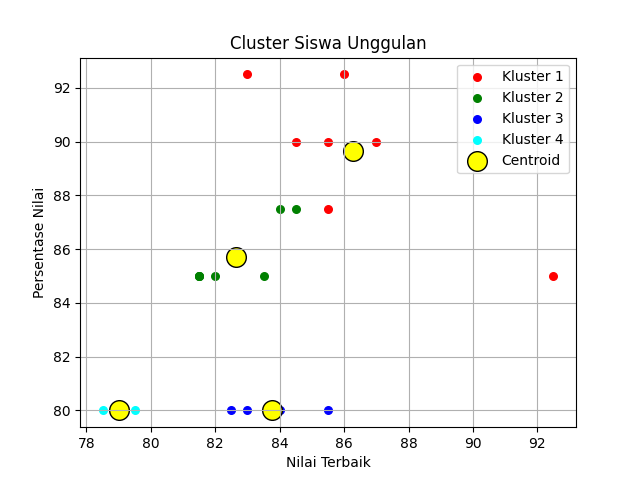 Cluster Siswa Unggulan
Persentase Nilai
92
90
88
86
84
82
80
Kluster 1
Kluster 2
Kluster 3
Kluster 4
Centroid
78 80 82 84 86 88 90 92
Nilai Terbaik